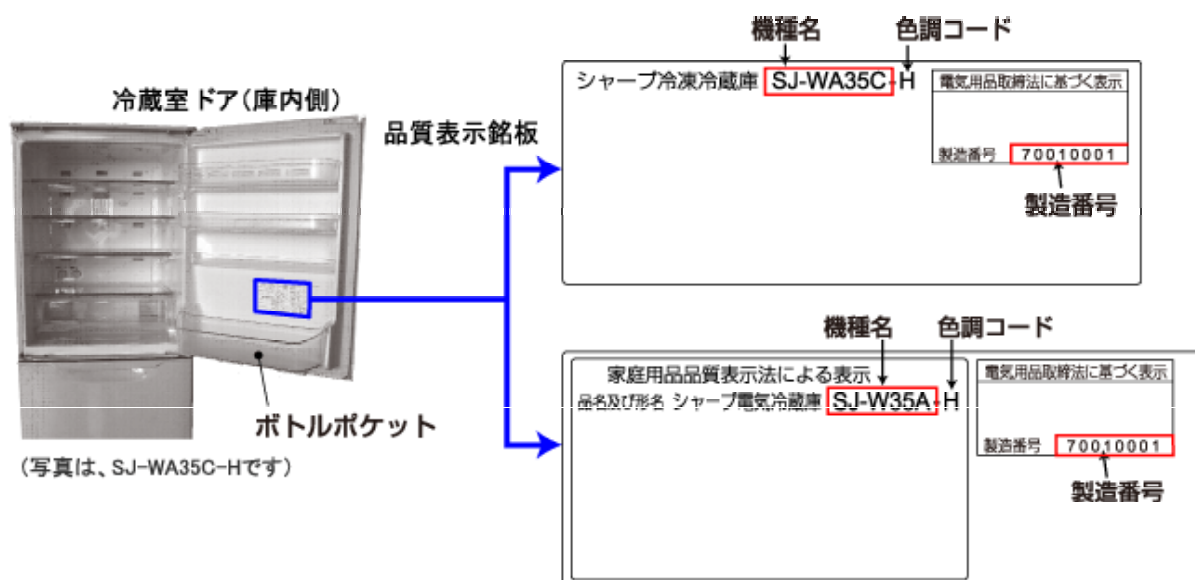 冷蔵室ドア（庫内側）
品質表示銘板
ボトルポケット
（写真は、SJ-WA35C-Hです）
機種名 色調コード
シャープ冷凍冷蔵庫 SJ-WA35C-H
電気用品取締法に基づく表示
製造番号 70010001
製造番号
機種名 色調コード
家庭用品品質表示法による表示
品名及び形名 シャープ電気冷蔵庫 SJ-W35A-H
電気用品取締法に基づく表示
製造番号 70010001
製造番号